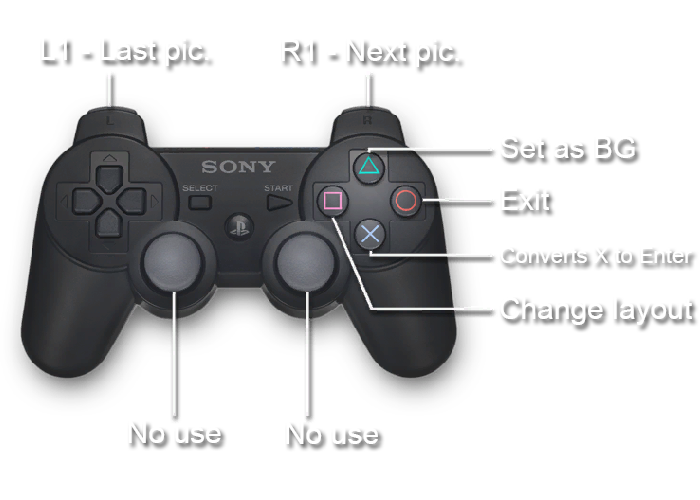 L1 - Last pic.
R1 - Next pic.
L
R
SONY
SELECT
START
Set as BG
Exit
Converts X to Enter
Change layout
No use
No use